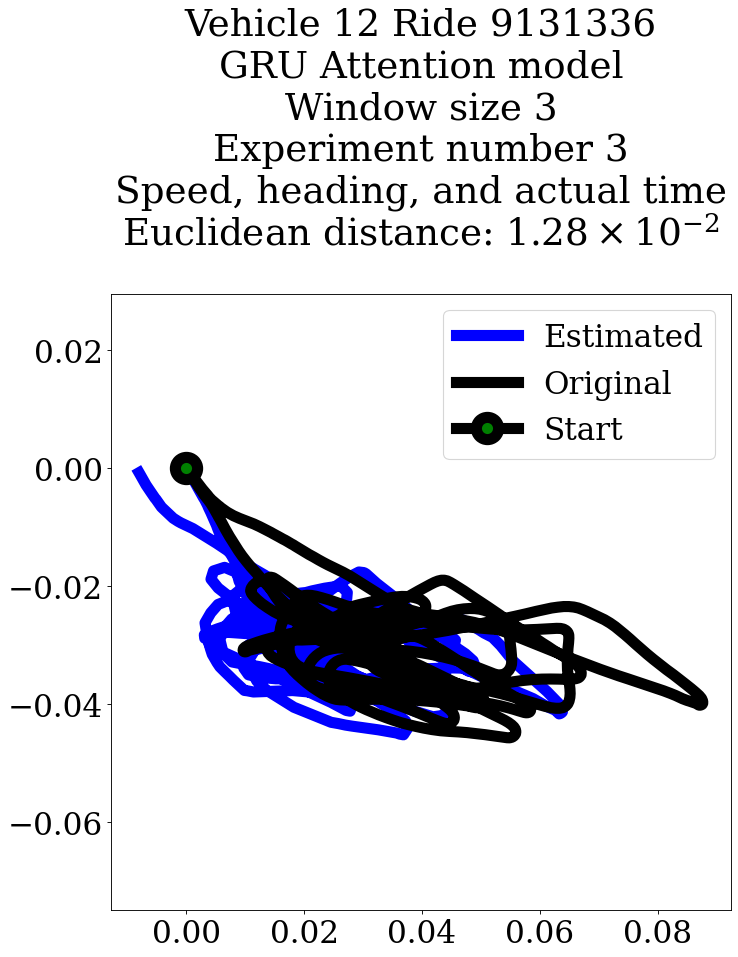 Vehicle 12 Ride 9131336
GRU Attention model
Window size 3
Experiment number 3
Speed, heading, and actual time
Euclidean distance: 1.28 × 10⁻²
Estimated
Original
Start
0.02
0.00
−0.02
−0.04
−0.06
0.00 0.02 0.04 0.06 0.08